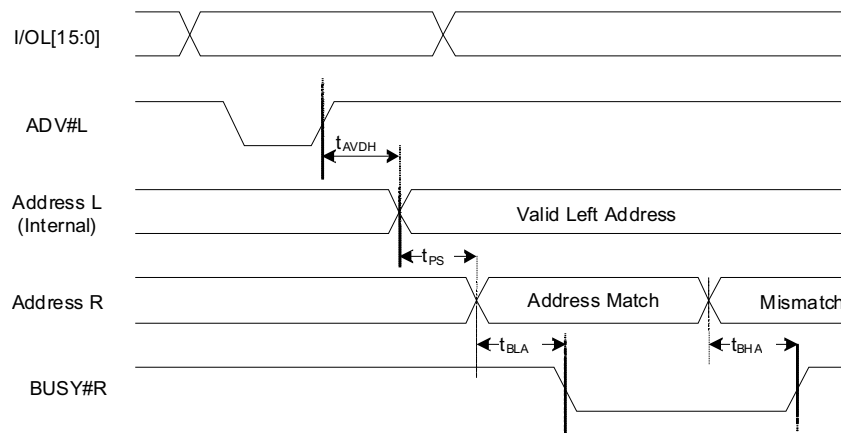 I/OL[15:0]
ADV#L
tAVDH
Address L
(Internal)
Valid Left Address
tPS
Address R
Address Match
Mismatch
tBLA
tBHA
BUSY#R